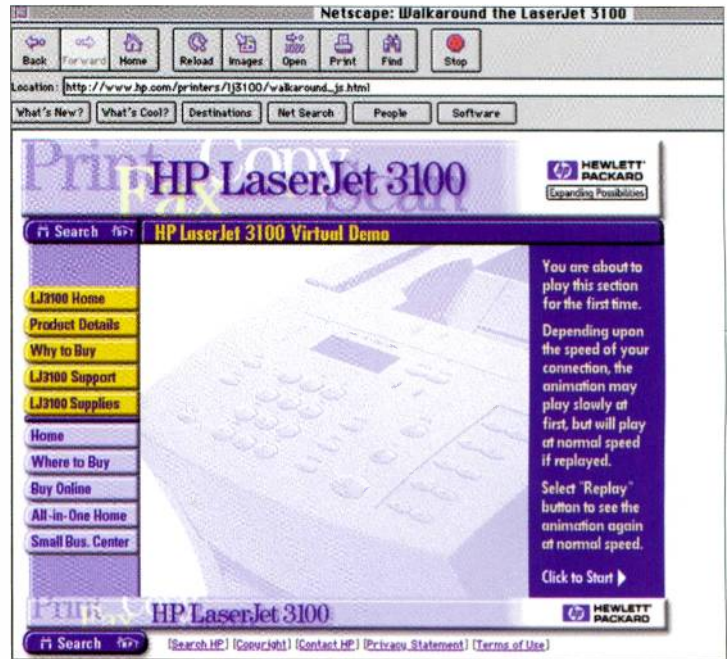 Netscape: Walkaround the LaserJet 3100
Back Forward Home Reload Images Open Print Find Stop
Location: http://www.hp.com/printers/lj3100/walkaround_js.html
What's New? What's Cool? Destinations Net Search People Software
Print Copy
Fax Scan
HP LaserJet 3100
HEWLETT
PACKARD
Expanding Possibilities
Search
HP LaserJet 3100 Virtual Demo
LJ3100 Home
Product Details
Why to Buy
LJ3100 Support
LJ3100 Supplies
Home
Where to Buy
Buy Online
All-in-One Home
Small Bus. Center
You are about to
play this section
for the first time.
Depending upon
the speed of your
connection, the
animation may
play slowly at
first, but will play
at normal speed
if replayed.
Select "Replay"
button to see the
animation again
at normal speed.
Click to Start
Print Copy
HP LaserJet 3100
HEWLETT
PACKARD
Search
[Search HP] [Copyright] [Contact HP] [Privacy Statement] [Terms of Use]